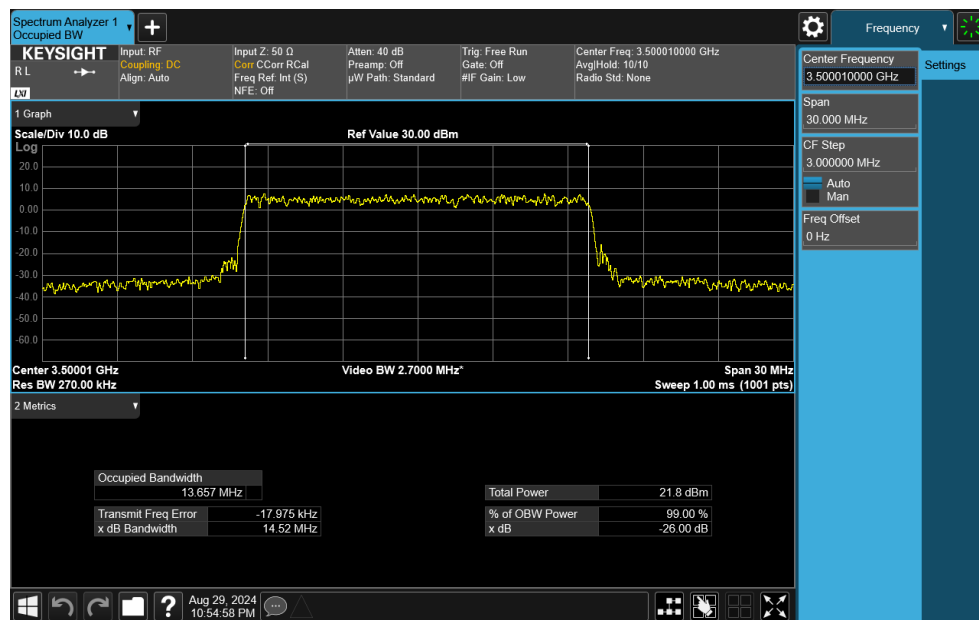 Spectrum Analyzer 1
Occupied BW
Frequency
KEYSIGHT
R L
LXI
Input: RF
Coupling: DC
Align: Auto
Input Z: 50 Ω
Corr CCorr RCal
Freq Ref: Int (S)
NFE: Off
Atten: 40 dB
Preamp: Off
µW Path: Standard
Trig: Free Run
Gate: Off
#IF Gain: Low
Center Freq: 3.500010000 GHz
Avg|Hold: 10/10
Radio Std: None
Center Frequency
3.500010000 GHz
Settings
Span
30.000 MHz
CF Step
3.000000 MHz
Auto
Man
Freq Offset
0 Hz
1 Graph
Scale/Div 10.0 dB
Ref Value 30.00 dBm
Log
20.0
10.0
0.00
-10.0
-20.0
-30.0
-40.0
-50.0
-60.0
Center 3.50001 GHz
Video BW 2.7000 MHz*
Span 30 MHz
Res BW 270.00 kHz
Sweep 1.00 ms (1001 pts)
2 Metrics
Occupied Bandwidth
13.657 MHz
Total Power 21.8 dBm
Transmit Freq Error -17.975 kHz
% of OBW Power 99.00 %
x dB Bandwidth 14.52 MHz
x dB -26.00 dB
?
Aug 29, 2024
10:54:58 PM